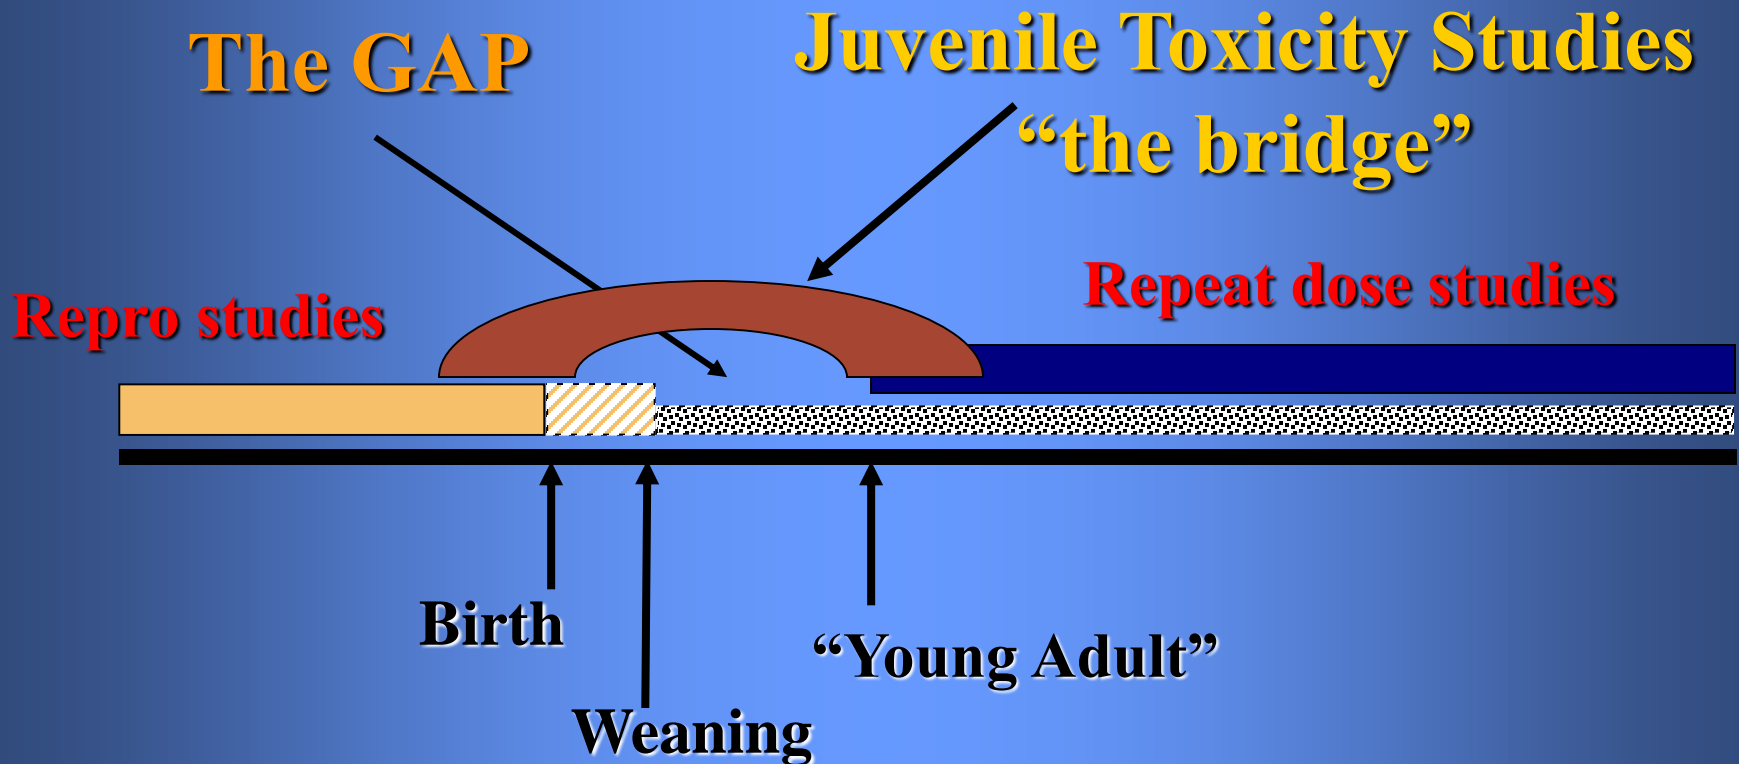 The GAP
Juvenile Toxicity Studies
“the bridge”
Repro studies
Repeat dose studies
Birth
“Young Adult”
Weaning